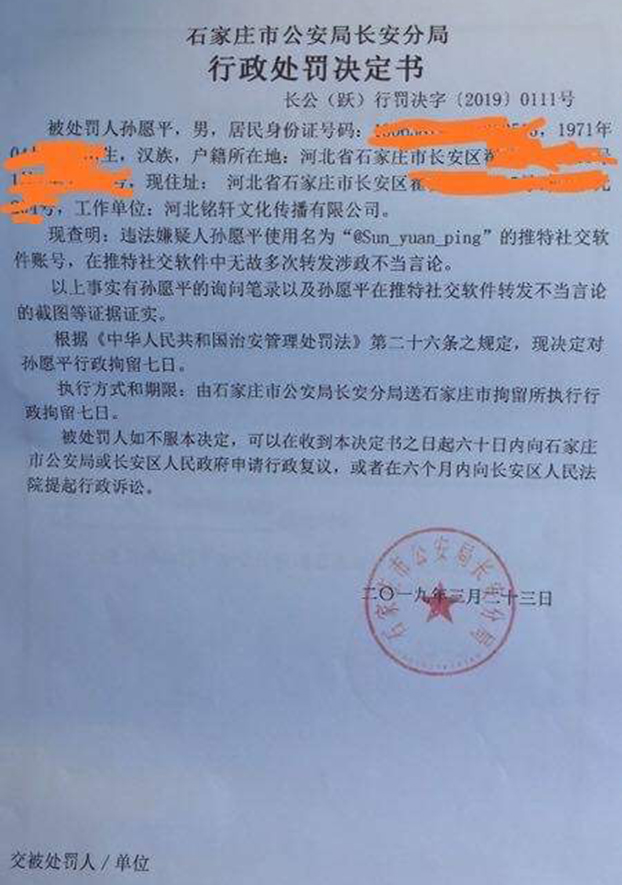 石家庄市公安局长安分局
行政处罚决定书
长公（跃）行罚决字〔2019〕0111号
被处罚人孙愿平，男，居民身份证号码：，1971年
生，汉族，户籍所在地：河北省石家庄市长安区
号，现住址：河北省石家庄市长安区
号，工作单位：河北铭轩文化传播有限公司。
现查明：违法嫌疑人孙愿平使用名为“@Sun_yuan_ping”的推特社交软
件账号，在推特社交软件中无故多次转发涉政不当言论。
以上事实有孙愿平的询问笔录以及孙愿平在推特社交软件转发不当言论
的截图等证据证实。
根据《中华人民共和国治安管理处罚法》第二十六条之规定，现决定对
孙愿平行政拘留七日。
执行方式和期限：由石家庄市公安局长安分局送石家庄市拘留所执行行
政拘留七日。
被处罚人如不服本决定，可以在收到本决定书之日起六十日内向石家庄
市公安局或长安区人民政府申请行政复议，或者在六个月内向长安区人民法
院提起行政诉讼。
石家庄市公安局长安分局
二〇一九年三月二十三日
交被处罚人/单位